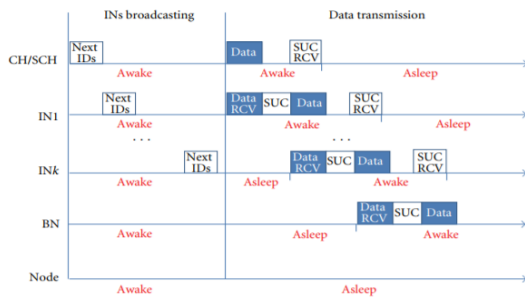 INs broadcasting
Data transmission
CH/SCH
Next
IDs
Data
SUC
RCV
Awake
Awake
Asleep
IN1
Next
IDs
Data
RCV
SUC
Data
SUC
RCV
Awake
Awake
Asleep
. . .
. . .
INk
Next
IDs
Data
RCV
SUC
Data
SUC
RCV
Awake
Asleep
Awake
BN
Data
RCV
SUC
Data
Awake
Asleep
Awake
Node
Awake
Asleep